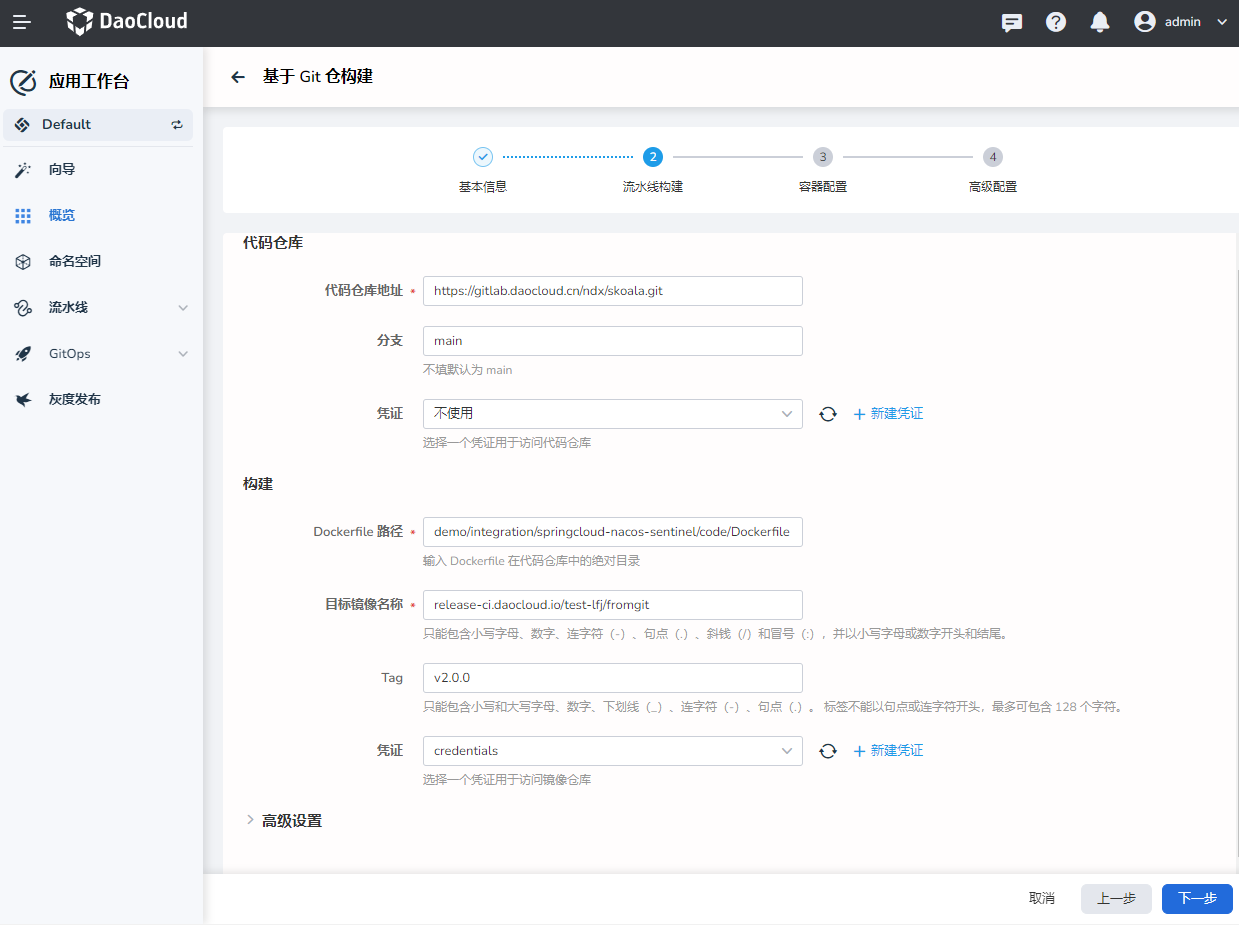 DaoCloud
admin
应用工作台
Default
向导
概览
命名空间
流水线
GitOps
灰度发布
基于 Git 仓构建
2
3
4
基本信息
流水线构建
容器配置
高级配置
代码仓库
代码仓库地址 *
https://gitlab.daocloud.cn/ndx/skoala.git
分支
main
不填默认为 main
凭证
不使用
新建凭证
选择一个凭证用于访问代码仓库
构建
Dockerfile 路径 *
demo/integration/springcloud-nacos-sentinel/code/Dockerfile
输入 Dockerfile 在代码仓库中的绝对目录
目标镜像名称 *
release-ci.daocloud.io/test-lfj/fromgit
只能包含小写字母、数字、连字符（-）、句点（.）、斜钱（/）和冒号（:），并以小写字母或数字开头和结尾。
Tag
v2.0.0
只能包含小写和大写字母、数字、下划线（_）、连字符（-）、句点（.）。 标签不能以句点或连字符开头，最多可包含 128 个字符。
凭证
credentials
新建凭证
选择一个凭证用于访问镜像仓库
高级设置
取消
上一步
下一步